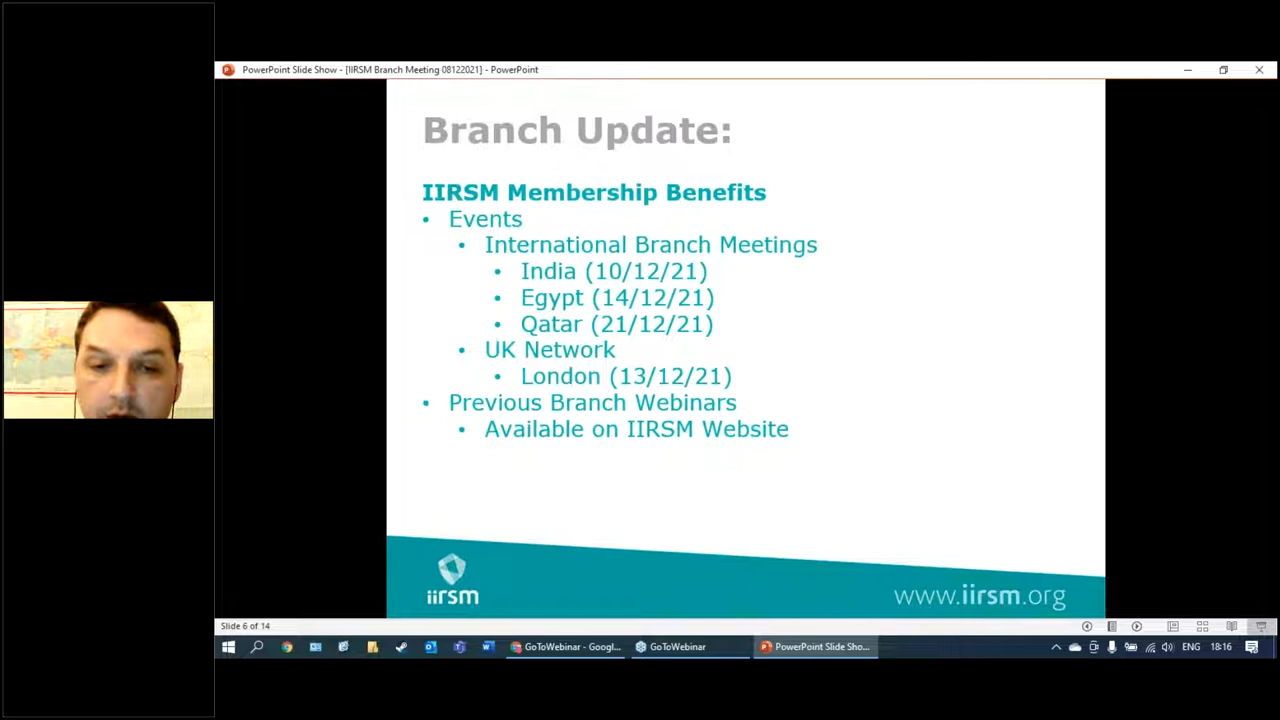 PowerPoint Slide Show - [IIRSM Branch Meeting 08122021] - PowerPoint
Branch Update:
IIRSM Membership Benefits
• Events
• International Branch Meetings
• India (10/12/21)
• Egypt (14/12/21)
• Qatar (21/12/21)
• UK Network
• London (13/12/21)
• Previous Branch Webinars
• Available on IIRSM Website
iirsm
www.iirsm.org
Slide 6 of 14
GoToWebinar - Googl...
GoToWebinar
PowerPoint Slide Sho...
ENG
18:16